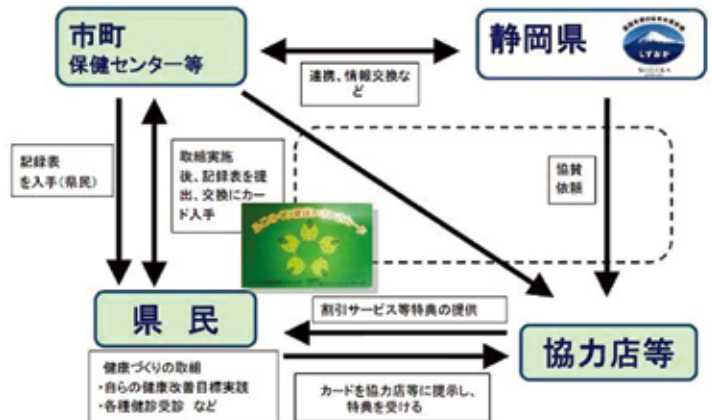 市町
保健センター等
静岡県
しずおか
連携、情報交換な
ど
記録表
を入手(県民)
取組実施
後、記録表を提
出、交換にカー
ド入手
協賛
依頼
県 民
割引サービス等特典の提供
協力店等
健康づくりの取組
・自らの健康改善目標実践
・各種健診受診 など
カードを協力店等に提示し、
特典を受ける